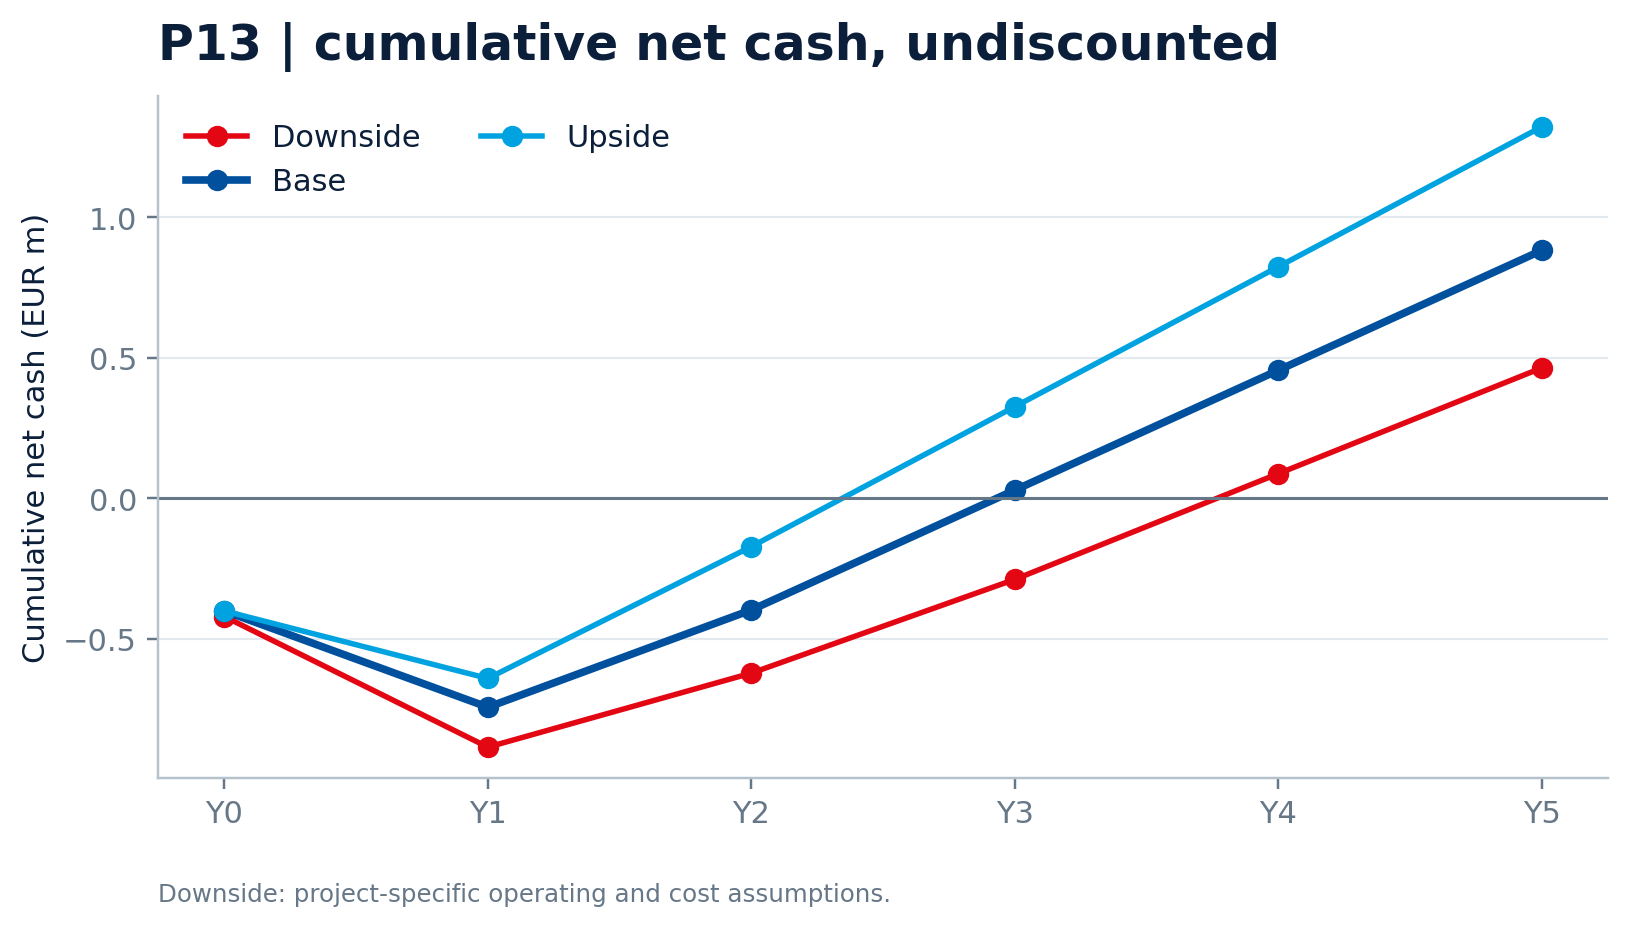 P13 | cumulative net cash, undiscounted
Downside
Upside
Base
Cumulative net cash (EUR m)
1.0
0.5
0.0
−0.5
Y0 Y1 Y2 Y3 Y4 Y5
Downside: project-specific operating and cost assumptions.